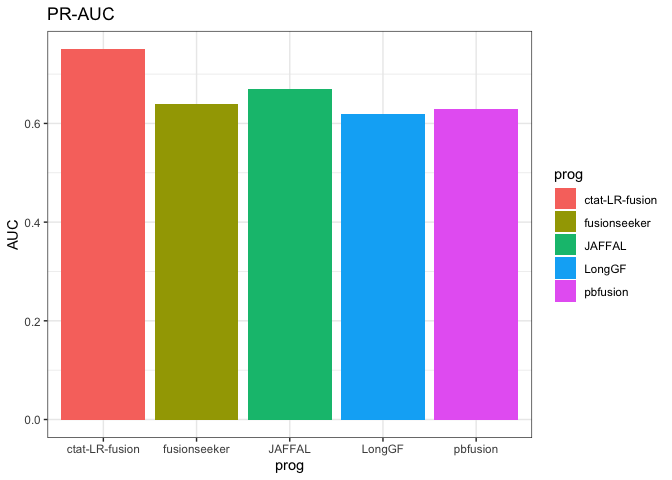 PR-AUC
AUC
0.6
0.4
0.2
0.0
ctat-LR-fusion fusionseeker JAFFAL LongGF pbfusion
prog
prog
ctat-LR-fusion
fusionseeker
JAFFAL
LongGF
pbfusion